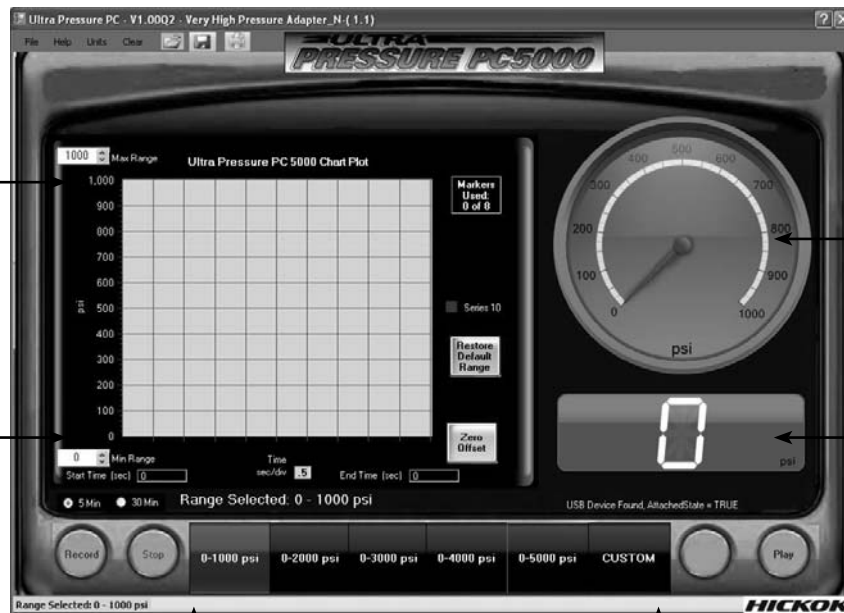 Ultra Pressure PC - V1.00Q2 - Very High Pressure Adapter_N-( 1.1)
File Help Units Clear
ULTRA
PRESSURE PC5000
1000 Max Range
Ultra Pressure PC 5000 Chart Plot
Markers
Used:
0 of 8
1,000
900
800
700
600
500
400
300
200
100
0
psi
Series 10
Restore
Default
Range
Zero
Offset
0 Min Range
Time
sec/div .5
Start Time (sec) 0
End Time (sec) 0
5 Min 30 Min
Range Selected: 0 - 1000 psi
0 100 200 300 400 500 600 700 800 900 1000
psi
0
psi
USB Device Found, AttachedState = TRUE
Record Stop 0-1000 psi 0-2000 psi 0-3000 psi 0-4000 psi 0-5000 psi CUSTOM Play
Range Selected: 0 - 1000 psi
HICKOK